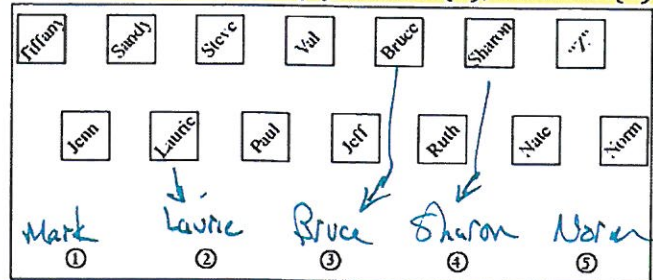 Tiffany Sandy Steve Val Bruce Sharon
Jenn Laurie Paul Jeff Ruth Nate Norm
Mark Laurie Bruce Sharon Norm
① ② ③ ④ ⑤